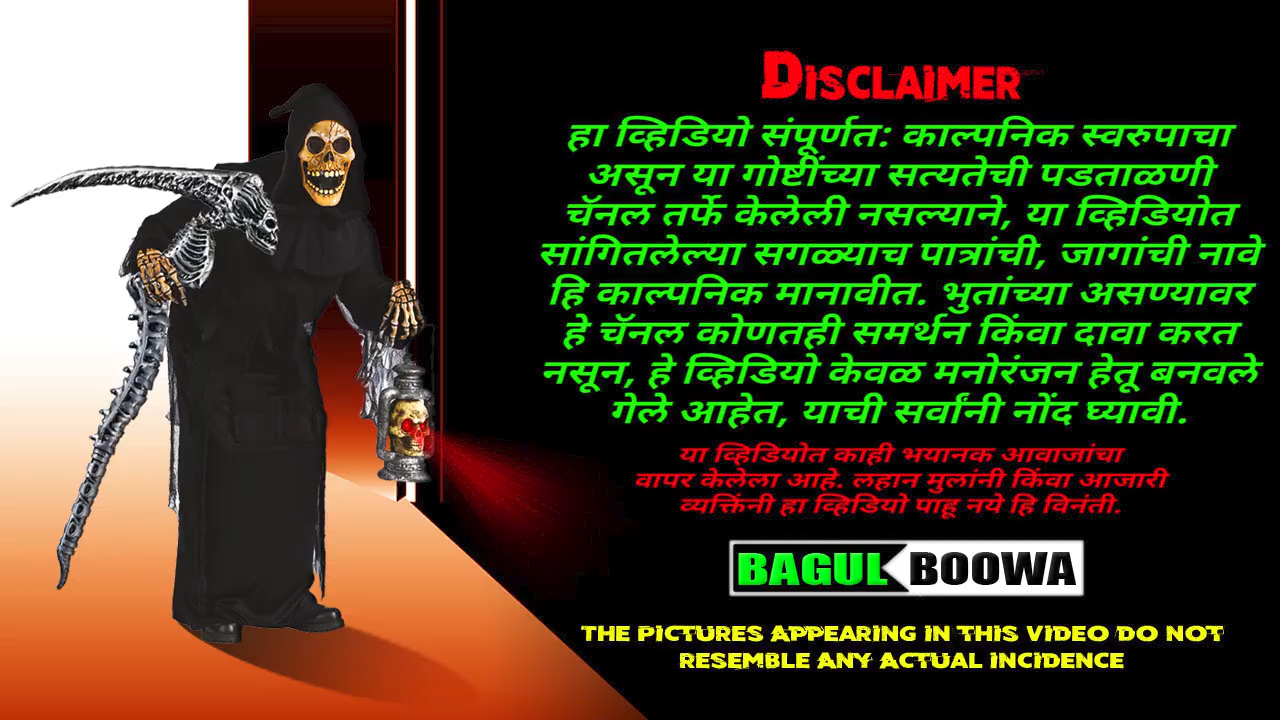 DISCLAIMER
हा व्हिडियो संपूर्णत: काल्पनिक स्वरुपाचा
असून या गोष्टींच्या सत्यतेची पडताळणी
चॅनल तर्फे केलेली नसल्याने, या व्हिडियोत
सांगितलेल्या सगळ्याच पात्रांची, जागांची नावे
हि काल्पनिक मानावीत. भुतांच्या असण्यावर
हे चॅनल कोणतही समर्थन किंवा दावा करत
नसून, हे व्हिडियो केवळ मनोरंजन हेतू बनवले
गेले आहेत, याची सर्वांनी नोंद घ्यावी.
या व्हिडियोत काही भयानक आवाजांचा
वापर केलेला आहे. लहान मुलांनी किंवा आजारी
व्यक्तिंनी हा व्हिडियो पाहू नये हि विनंती.
BAGUL BOOWA
THE PICTURES APPEARING IN THIS VIDEO DO NOT
RESEMBLE ANY ACTUAL INCIDENCE